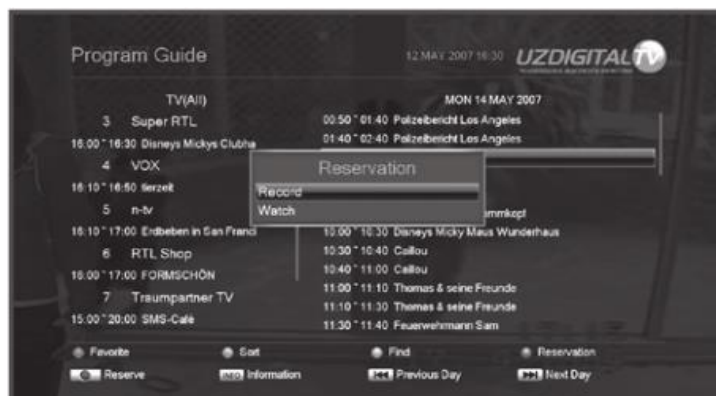 Program Guide
12 MAY 2007 16:30
UZDIGITALTV
TV(All)
3 Super RTL
16:00~16:30 Disneys Mickys Clubha
4 VOX
16:10~16:50 tierzeit
5 n-tv
16:10~17:00 Erdbeben in San Franci
6 RTL Shop
16:00~17:00 FORMSCHÖN
7 Traumpartner TV
15:00~20:00 SMS-Café
MON 14 MAY 2007
00:50~01:40 Polizeibericht Los Angeles
01:40~02:40 Polizeibericht Los Angeles
Reservation
Record
Watch
10:00~10:30 Disneys Micky Maus Wunderhaus
10:30~10:40 Caillou
10:40~11:00 Caillou
11:00~11:10 Thomas & seine Freunde
11:10~11:30 Thomas & seine Freunde
11:30~11:40 Feuerwehrmann Sam
Favorite Sort Find Reservation
Reserve INFO Information Previous Day Next Day